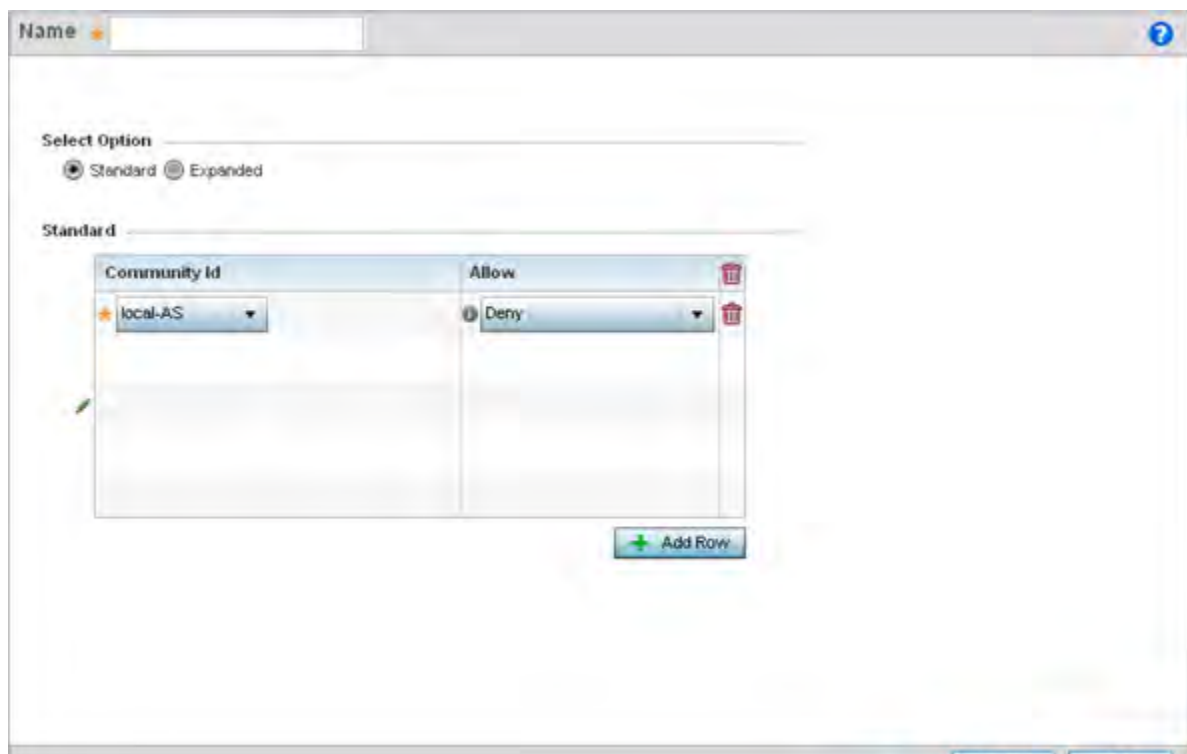 Name
Select Option
Standard Expanded
Standard
Community Id Allow
local-AS Deny
Add Row